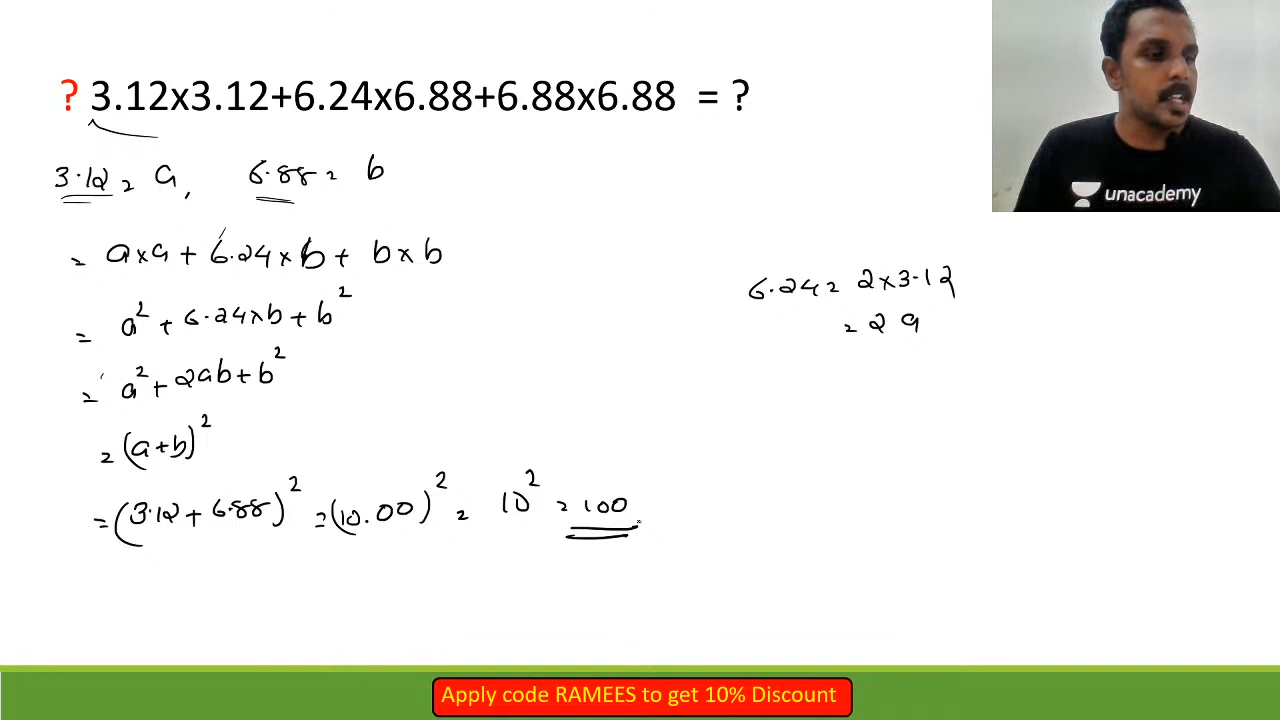 ? 3.12x3.12+6.24x6.88+6.88x6.88 = ?
3.12 = a, 6.88 = b
unacademy
= a×a + 6.24×b + b×b
6.24 = 2×3.12
= 2a
= a² + 6.24×b + b²
= a² + 2ab + b²
= (a+b)²
= (3.12 + 6.88)² = (10.00)² = 10² = 100
Apply code RAMEES to get 10% Discount